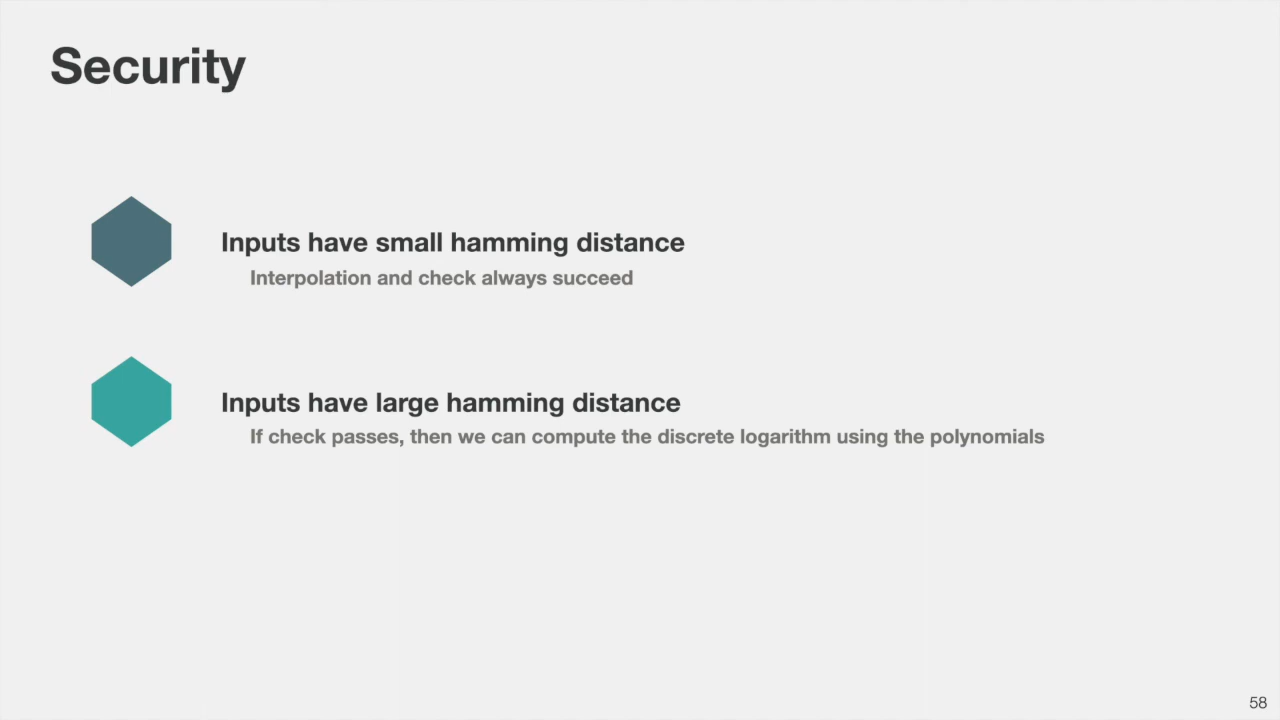 Security
Inputs have small hamming distance
Interpolation and check always succeed
Inputs have large hamming distance
If check passes, then we can compute the discrete logarithm using the polynomials
58